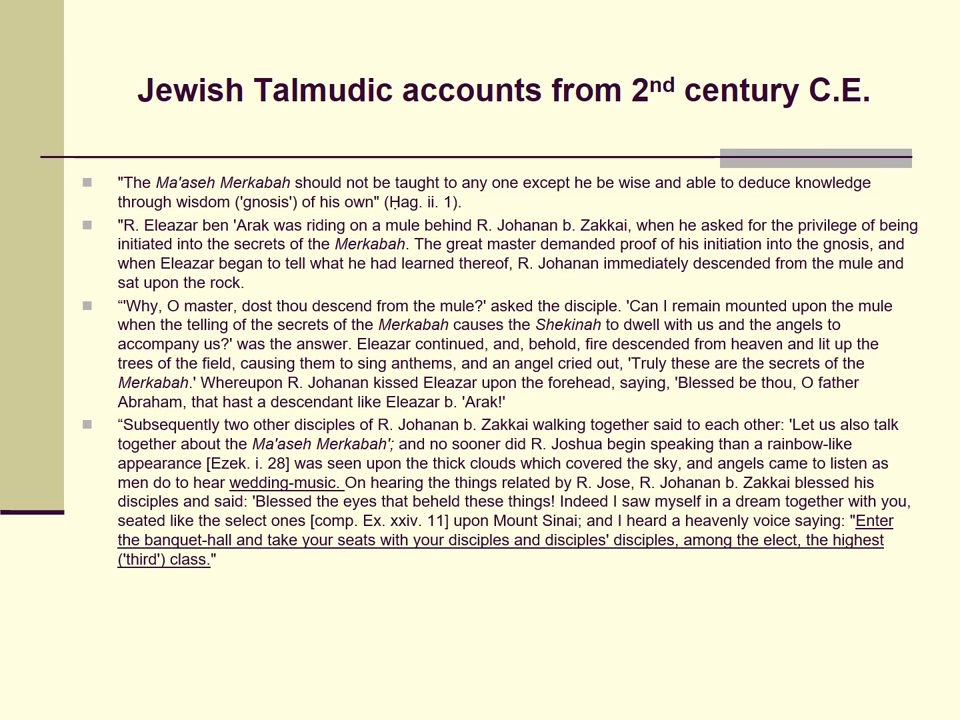 Jewish Talmudic accounts from 2nd century C.E.
"The Ma'aseh Merkabah should not be taught to any one except he be wise and able to deduce knowledge
through wisdom ('gnosis') of his own" (Ḥag. ii. 1).
"R. Eleazar ben 'Arak was riding on a mule behind R. Johanan b. Zakkai, when he asked for the privilege of being
initiated into the secrets of the Merkabah. The great master demanded proof of his initiation into the gnosis, and
when Eleazar began to tell what he had learned thereof, R. Johanan immediately descended from the mule and
sat upon the rock.
“'Why, O master, dost thou descend from the mule?' asked the disciple. 'Can I remain mounted upon the mule
when the telling of the secrets of the Merkabah causes the Shekinah to dwell with us and the angels to
accompany us?' was the answer. Eleazar continued, and, behold, fire descended from heaven and lit up the
trees of the field, causing them to sing anthems, and an angel cried out, 'Truly these are the secrets of the
Merkabah.' Whereupon R. Johanan kissed Eleazar upon the forehead, saying, 'Blessed be thou, O father
Abraham, that hast a descendant like Eleazar b. 'Arak!'
“Subsequently two other disciples of R. Johanan b. Zakkai walking together said to each other: 'Let us also talk
together about the Ma'aseh Merkabah'; and no sooner did R. Joshua begin speaking than a rainbow-like
appearance [Ezek. i. 28] was seen upon the thick clouds which covered the sky, and angels came to listen as
men do to hear wedding-music. On hearing the things related by R. Jose, R. Johanan b. Zakkai blessed his
disciples and said: 'Blessed the eyes that beheld these things! Indeed I saw myself in a dream together with you,
seated like the select ones [comp. Ex. xxiv. 11] upon Mount Sinai; and I heard a heavenly voice saying: "Enter
the banquet-hall and take your seats with your disciples and disciples' disciples, among the elect, the highest
('third') class."